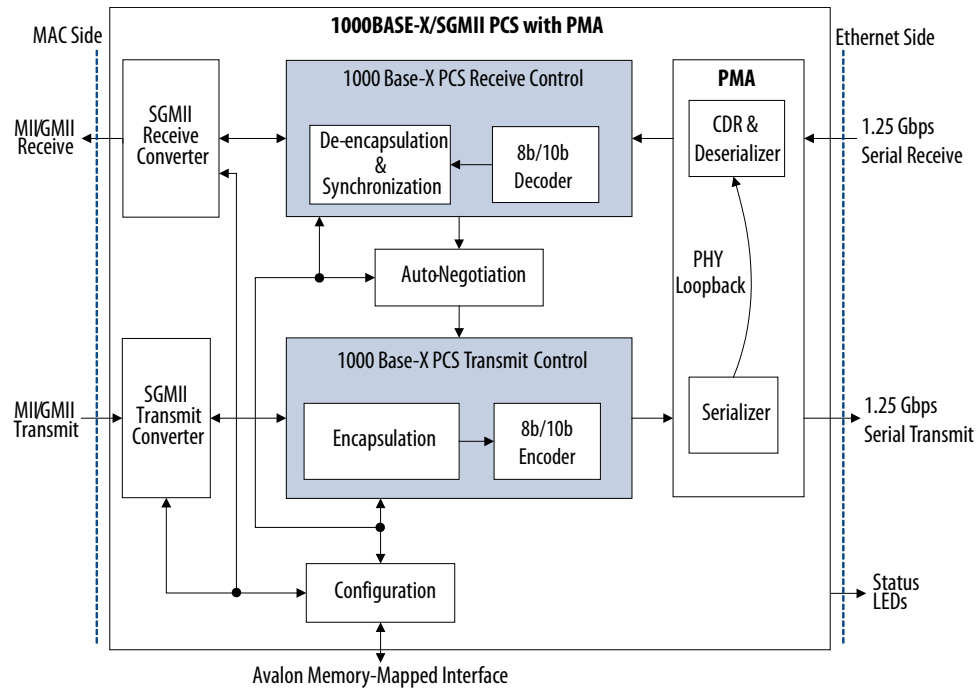 1000BASE-X/SGMII PCS with PMA
MAC Side
Ethernet Side
1000 Base-X PCS Receive Control
PMA
SGMII
Receive
Converter
MII/GMII
Receive
De-encapsulation
&
Synchronization
8b/10b
Decoder
CDR &
Deserializer
1.25 Gbps
Serial Receive
Auto-Negotiation
PHY
Loopback
1000 Base-X PCS Transmit Control
SGMII
Transmit
Converter
MII/GMII
Transmit
Encapsulation
8b/10b
Encoder
Serializer
1.25 Gbps
Serial Transmit
Configuration
Status
LEDs
Avalon Memory-Mapped Interface